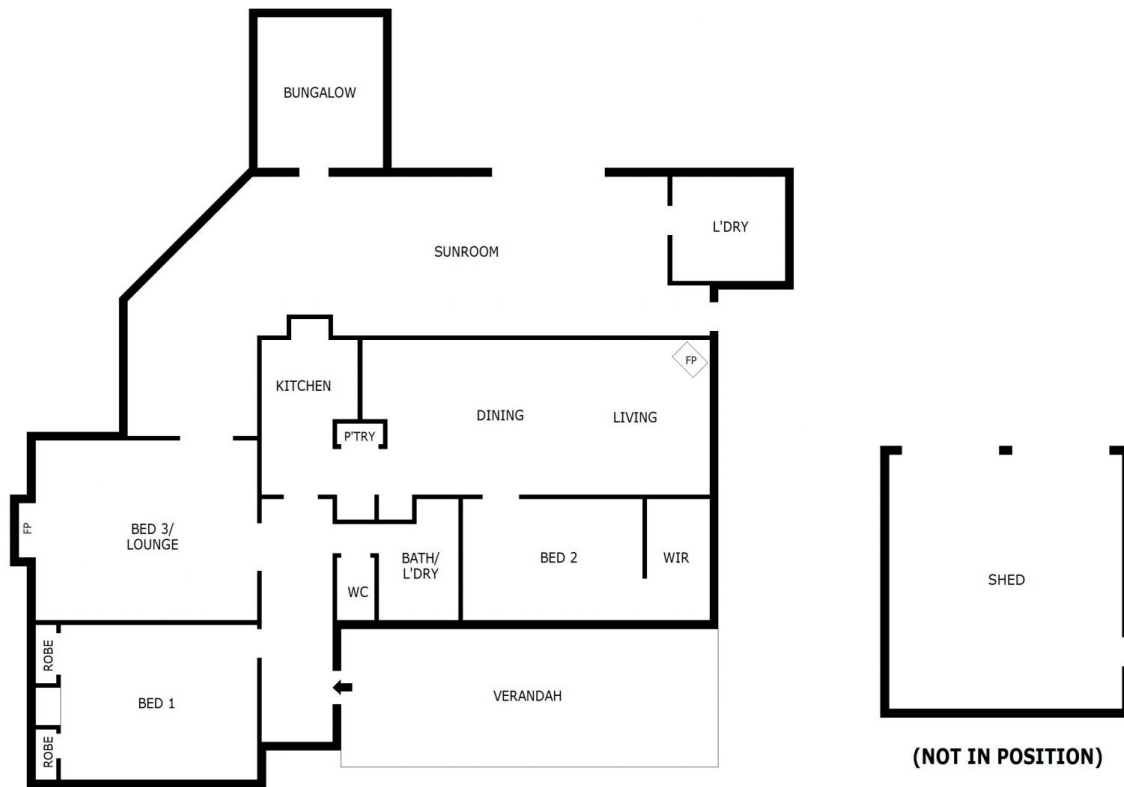 BUNGALOW
L'DRY
SUNROOM
FP
KITCHEN
DINING
LIVING
P'TRY
FP
BED 3/
LOUNGE
BATH/
L'DRY
BED 2
WIR
WC
SHED
ROBE
BED 1
VERANDAH
ROBE
(NOT IN POSITION)